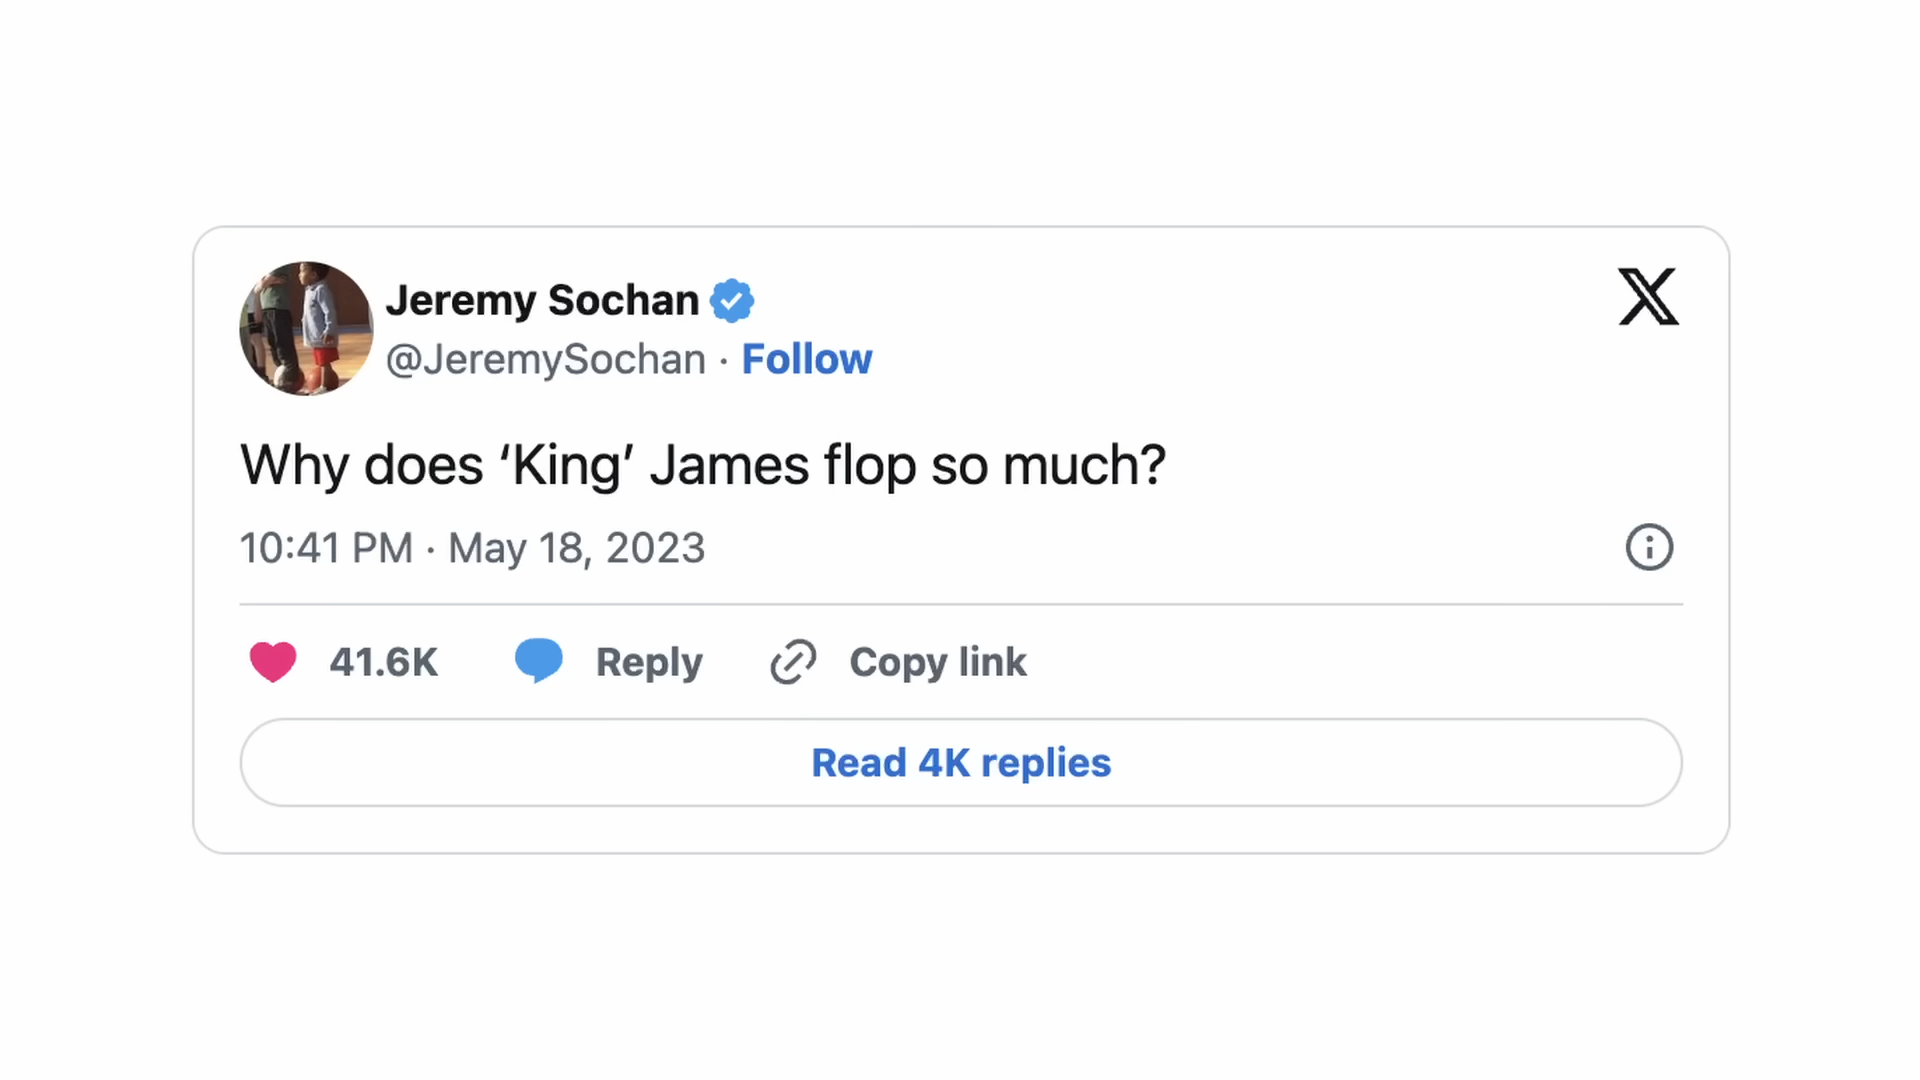 Jeremy Sochan
@JeremySochan · Follow
Why does ‘King’ James flop so much?
10:41 PM · May 18, 2023
41.6K Reply Copy link
Read 4K replies